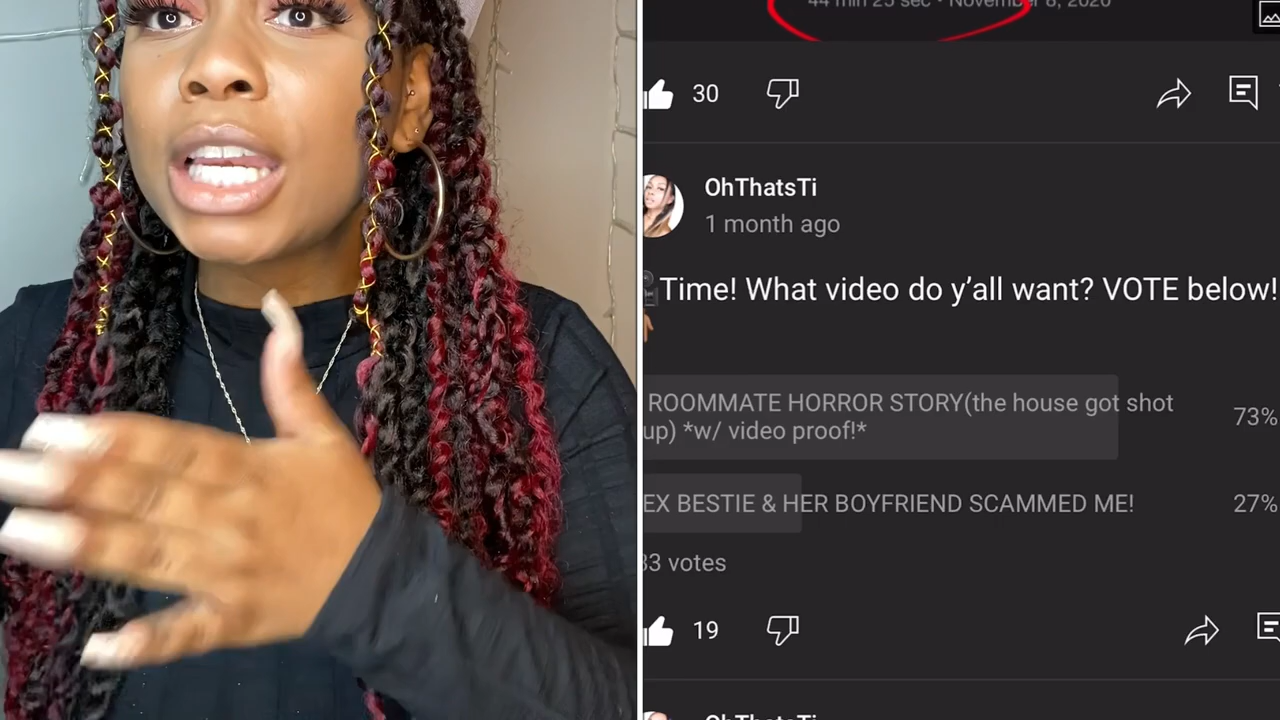 44 min 25 sec • November 8, 2020
30
OhThatsTi
1 month ago
Time! What video do y'all want? VOTE below!
ROOMMATE HORROR STORY(the house got shot
73%
up) *w/ video proof!*
EX BESTIE & HER BOYFRIEND SCAMMED ME!
27%
33 votes
19
OhThatsTi